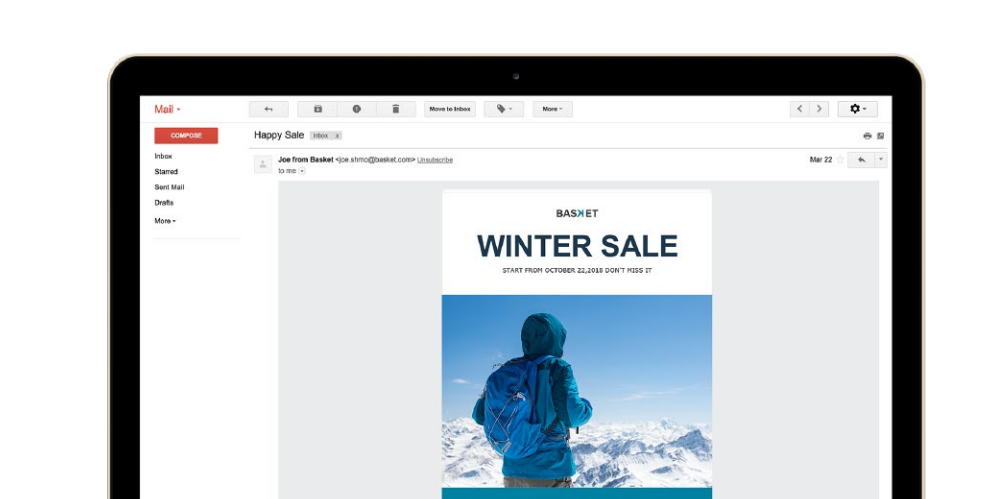 Mail
Move to Inbox
More
COMPOSE
Happy Sale Inbox x
Inbox
Starred
Sent Mail
Drafts
More
Joe from Basket <joe.shmo@basket.com> Unsubscribe
Mar 22
to me
BASKET
WINTER SALE
START FROM OCTOBER 22,2018 DON'T MISS IT